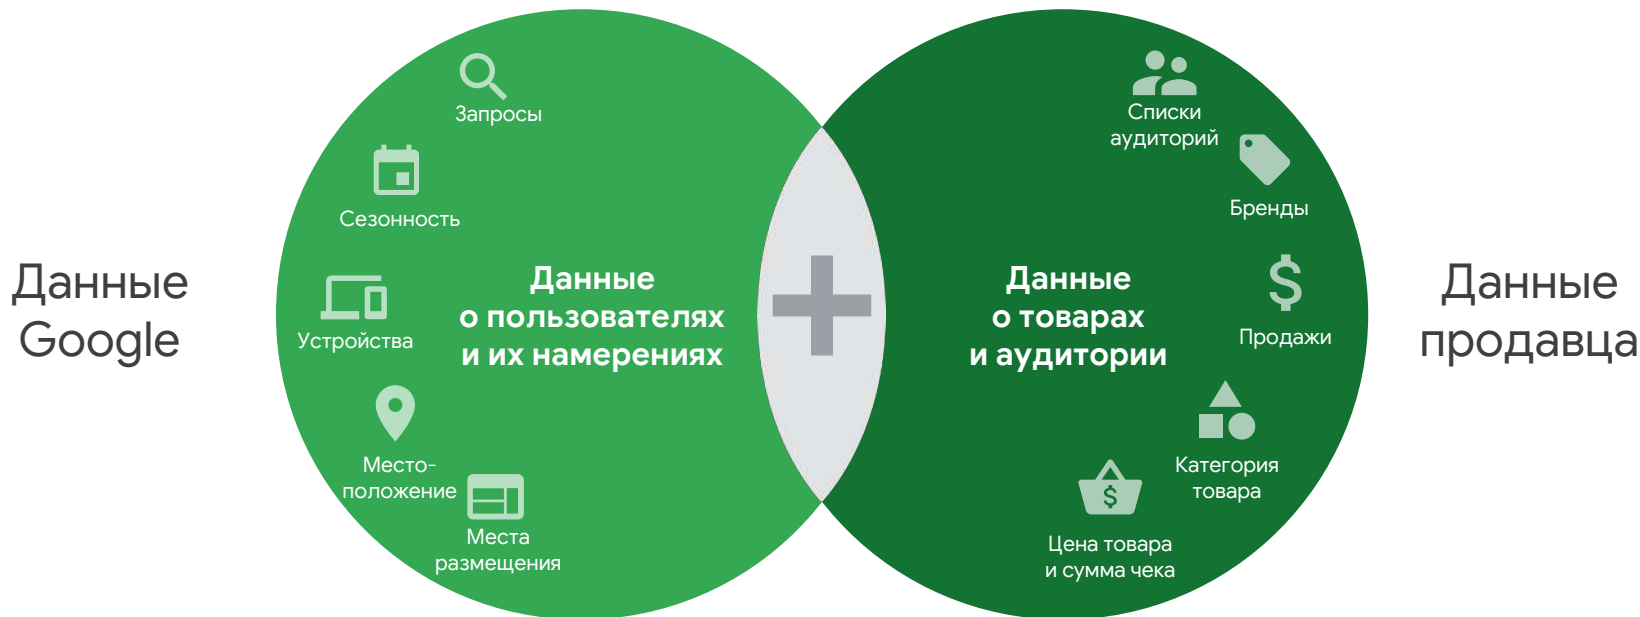 Данные
Google
Запросы
Сезонность
Устройства
Место-
положение
Места
размещения
Данные
о пользователях
и их намерениях
Данные
о товарах
и аудитории
Списки
аудиторий
Бренды
$
Продажи
Категория
товара
$
Цена товара
и сумма чека
Данные
продавца